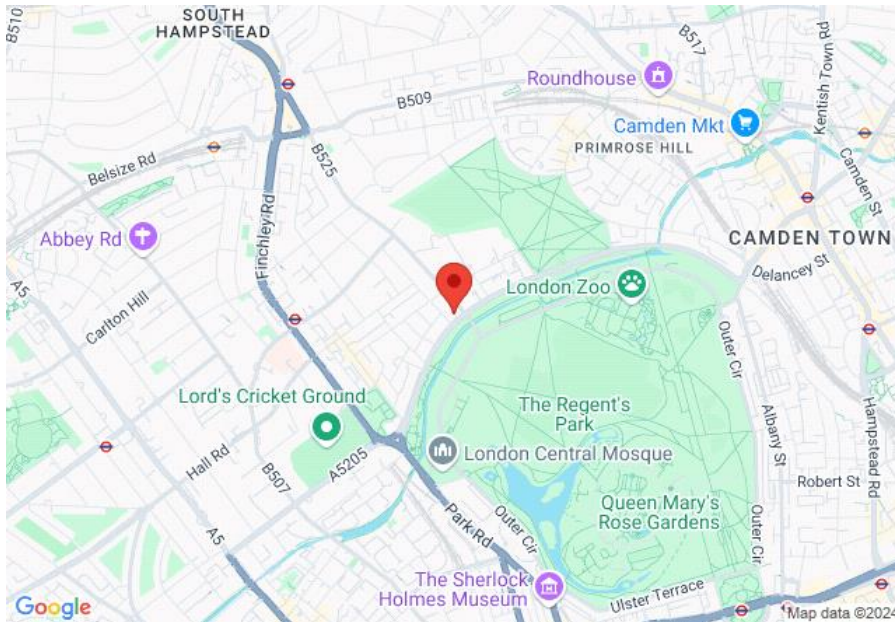 B510
SOUTH
HAMPSTEAD
B517
Roundhouse
Kentish Town Rd
B509
Camden Mkt
PRIMROSE HILL
Belsize Rd
B525
Camden St
Abbey Rd
Finchley Rd
CAMDEN TOWN
A5
London Zoo
Delancey St
Carlton Hill
Outer Cir
Lord's Cricket Ground
The Regent's
Park
Albany St
Hampstead Rd
Hall Rd
London Central Mosque
A5205
B507
Robert St
Queen Mary's
Rose Gardens
A5
Park Rd
Outer Cir
Outer Cir
The Sherlock
Holmes Museum
Ulster Terrace
Google
Map data ©2024